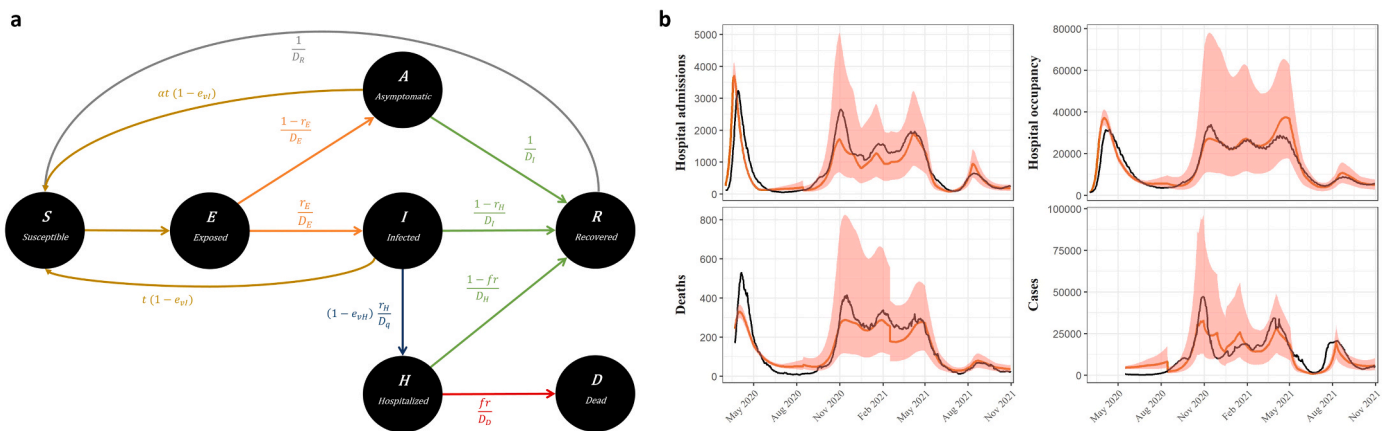 a
1
D_R
A
Asymptomatic
αt (1 − e_vI)
1 − r_E
D_E
1
D_I
S
Susceptible
E
Exposed
r_E
D_E
I
Infected
1 − r_H
D_I
R
Recovered
t (1 − e_vI)
(1 − e_vH) r_H
D_q
1 − fr
D_H
H
Hospitalized
fr
D_D
D
Dead
b
Hospital admissions
5000
4000
3000
2000
1000
0
Hospital occupancy
80000
60000
40000
20000
0
Deaths
800
600
400
200
0
May 2020
Aug 2020
Nov 2020
Feb 2021
May 2021
Aug 2021
Nov 2021
Cases
100000
75000
50000
25000
0
May 2020
Aug 2020
Nov 2020
Feb 2021
May 2021
Aug 2021
Nov 2021